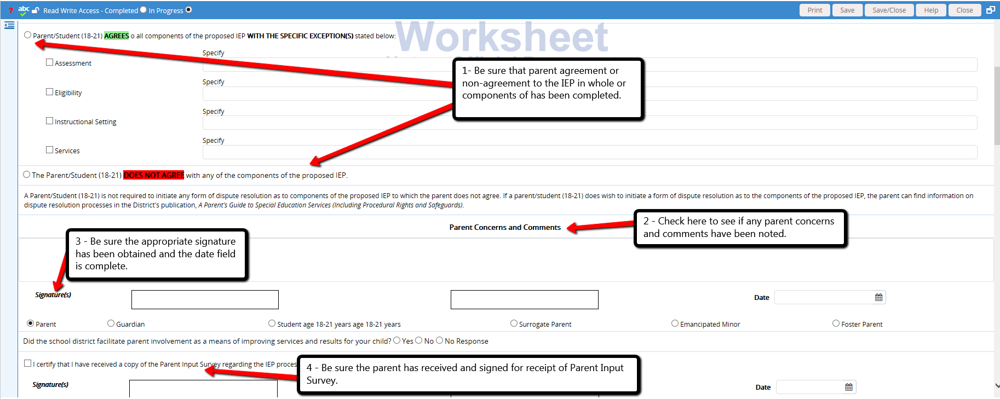 ? abc Read Write Access - Completed In Progress Print Save Save/Close Help Close
Worksheet
Parent/Student (18-21) AGREES o all components of the proposed IEP WITH THE SPECIFIC EXCEPTION(S) stated below:
Specify
Assessment
Specify
Eligibility
Specify
Instructional Setting
Specify
Services
1- Be sure that parent agreement or
non-agreement to the IEP in whole or
components of has been completed.
The Parent/Student (18-21) DOES NOT AGREE with any of the components of the proposed IEP.
A Parent/Student (18-21) is not required to initiate any form of dispute resolution as to components of the proposed IEP to which the parent does not agree. If a parent/student (18-21) does wish to initiate a form of dispute resolution as to the components of the proposed IEP, the parent can find information on
dispute resolution processes in the District's publication, A Parent's Guide to Special Education Services (Including Procedural Rights and Safeguards).
Parent Concerns and Comments
2 - Check here to see if any parent concerns
and comments have been noted.
3 - Be sure the appropriate signature
has been obtained and the date field
is complete.
Signature(s) Date
Parent Guardian Student age 18-21 years age 18-21 years Surrogate Parent Emancipated Minor Foster Parent
Did the school district facilitate parent involvement as a means of improving services and results for your child? Yes No No Response
I certify that I have received a copy of the Parent Input Survey regarding the IEP proces
4 - Be sure the parent has received and signed for receipt of Parent Input
Survey.
Signature(s) Date